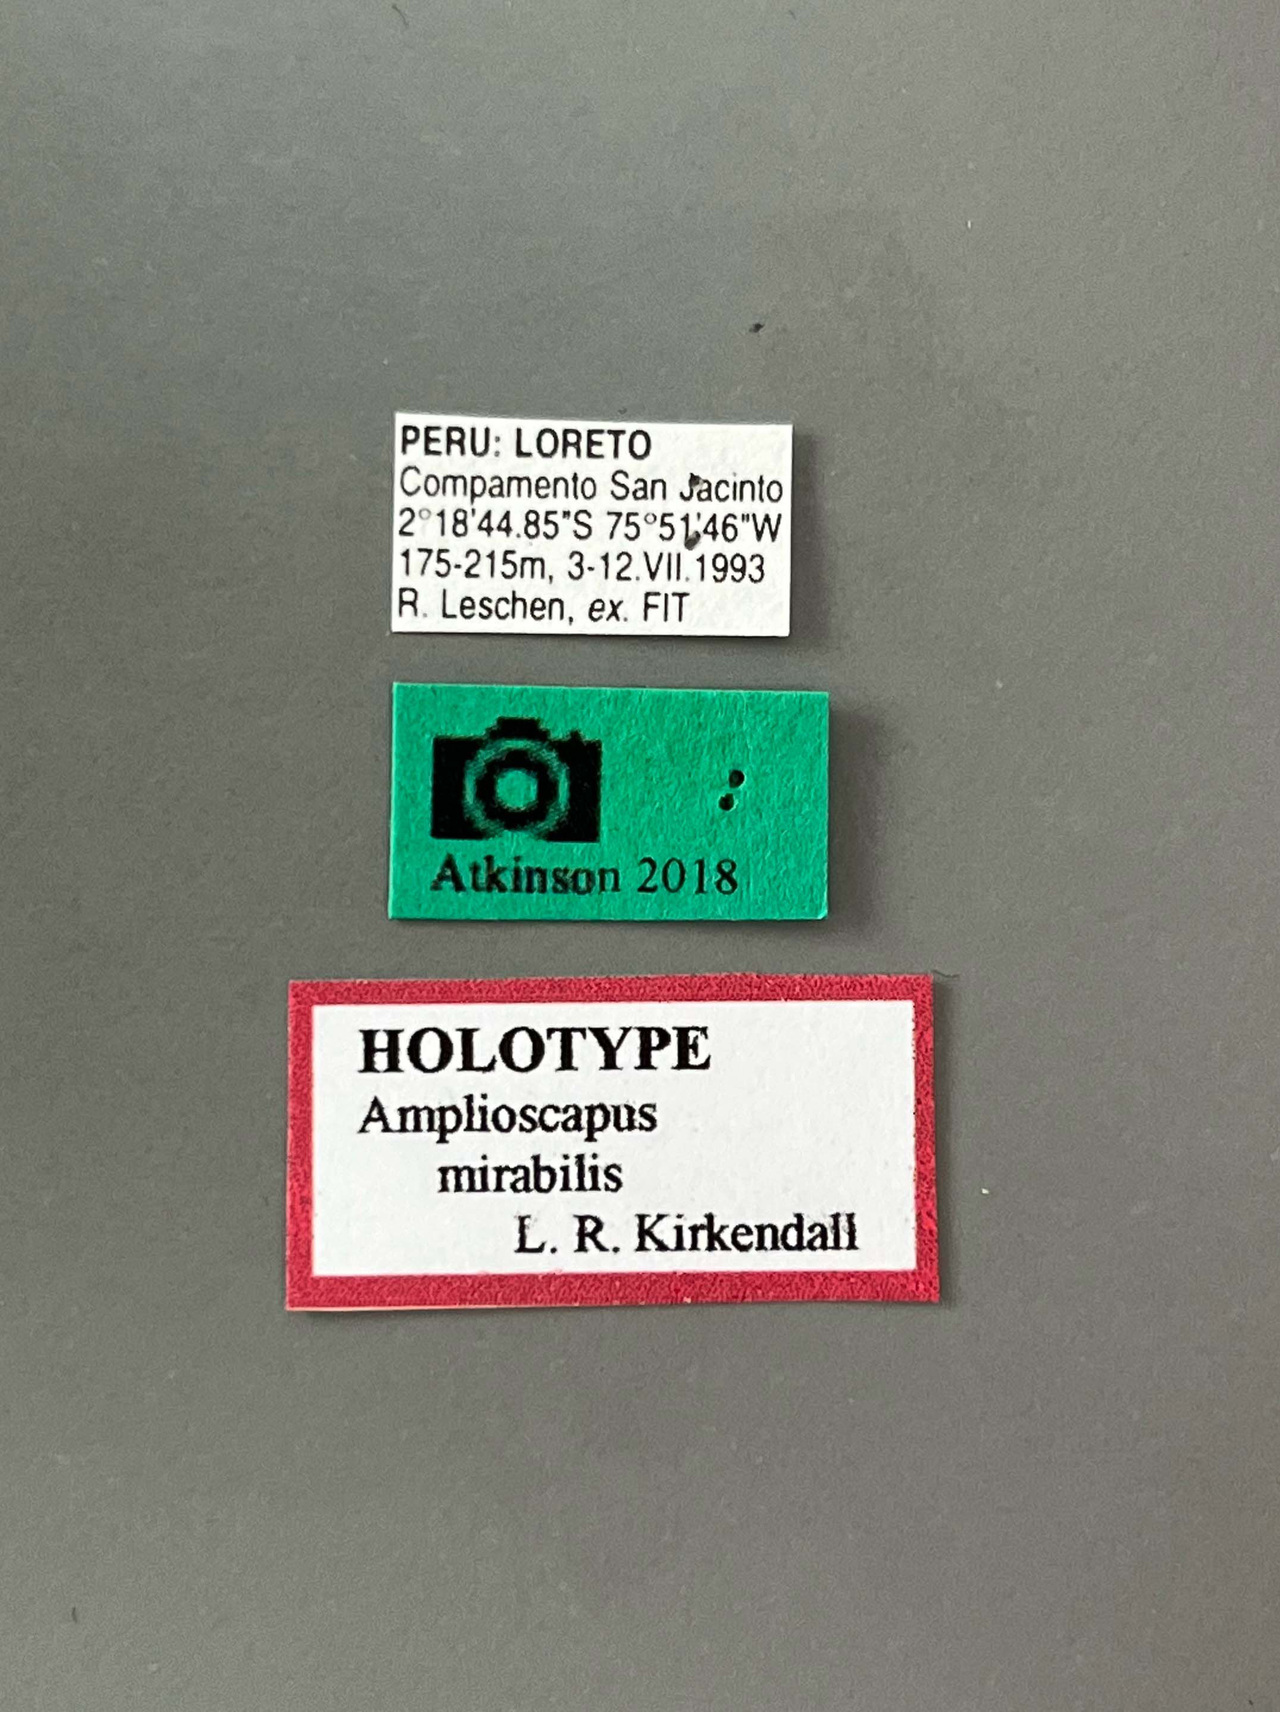 PERU: LORETO
Compamento San Jacinto
2°18'44.85"S 75°51'46"W
175-215m, 3-12.VII.1993
R. Leschen, ex. FIT
Atkinson 2018
HOLOTYPE
Amplioscapus
mirabilis
L. R. Kirkendall